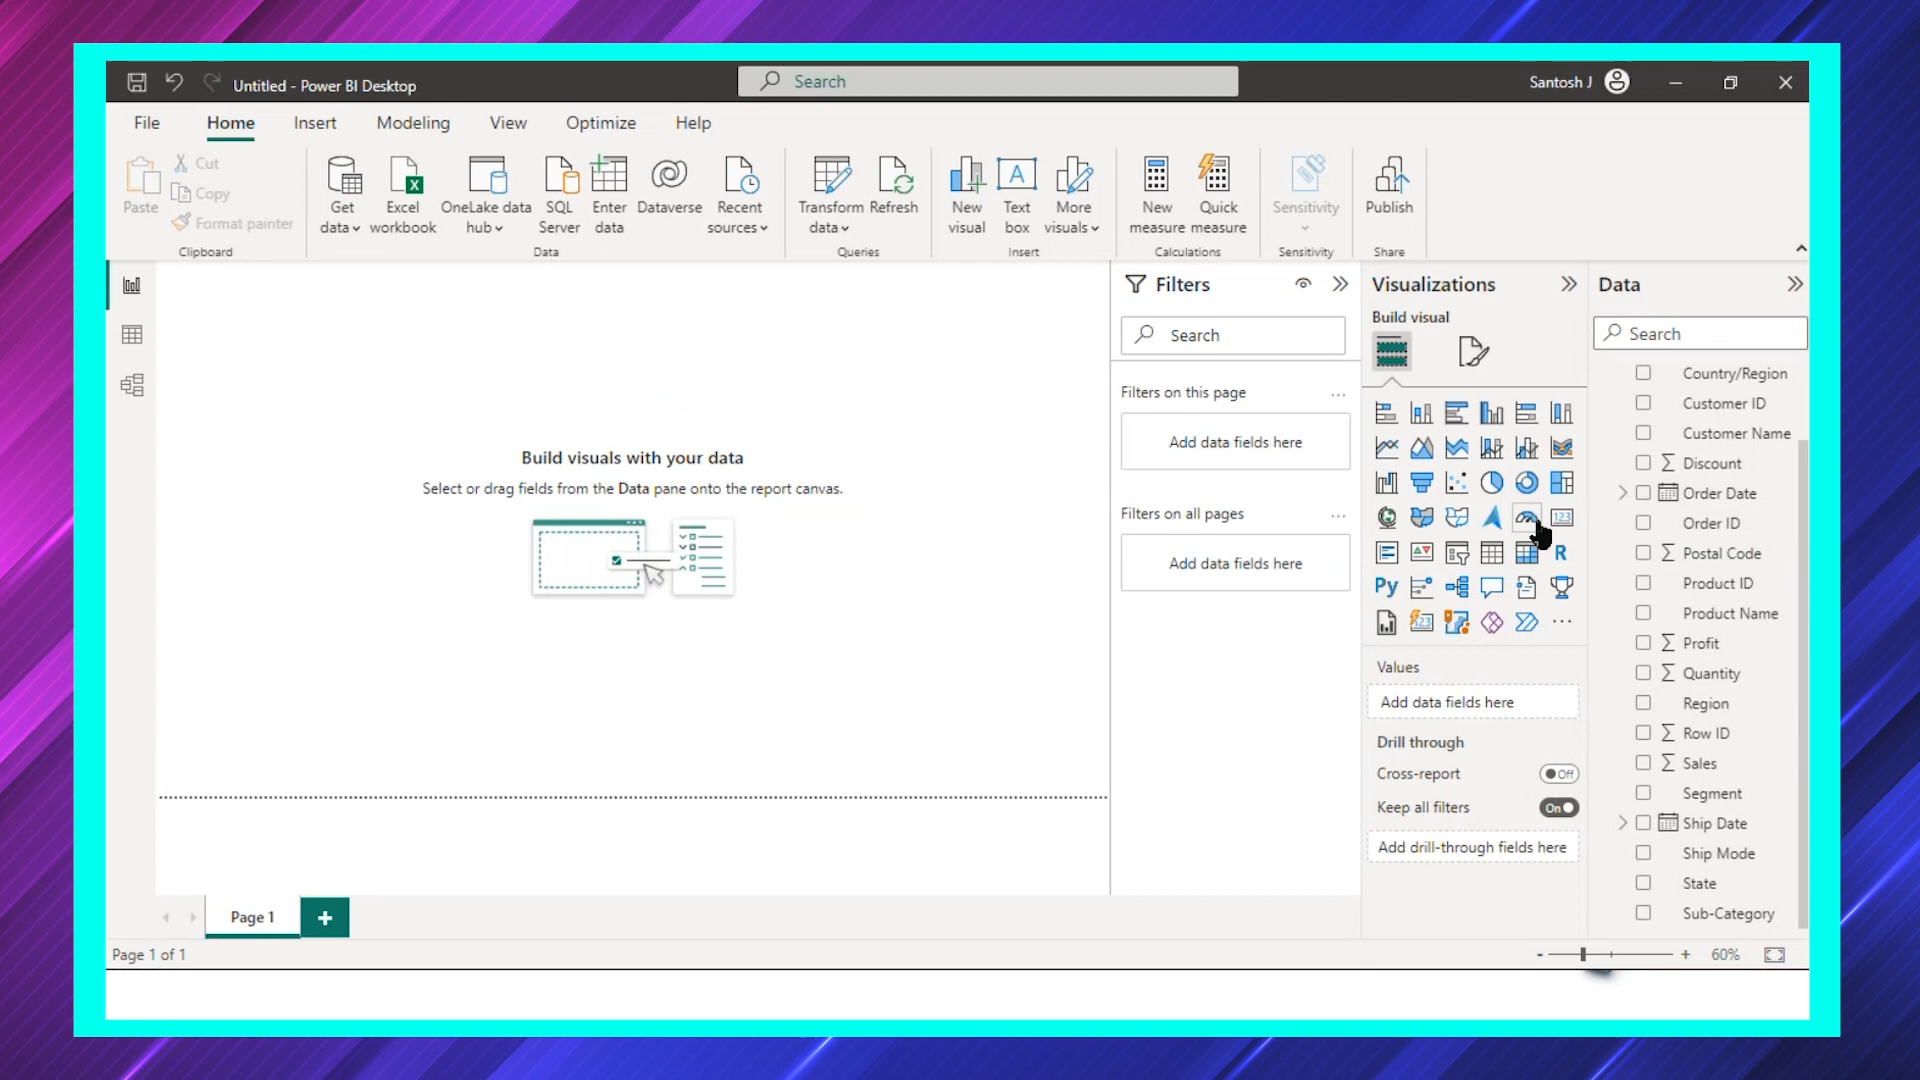 Untitled - Power BI Desktop
Search
Santosh J
File Home Insert Modeling View Optimize Help
Paste
Cut
Copy
Format painter
Clipboard
Get data
Excel workbook
OneLake data hub
SQL Server
Enter data
Dataverse
Recent sources
Data
Transform data
Refresh
Queries
New visual
Text box
More visuals
Insert
New measure
Quick measure
Calculations
Sensitivity
Sensitivity
Publish
Share
Build visuals with your data
Select or drag fields from the Data pane onto the report canvas.
Filters
Search
Filters on this page
...
Add data fields here
Filters on all pages
...
Add data fields here
Visualizations
Build visual
123
R
Py
123
...
Values
Add data fields here
Drill through
Cross-report
Off
Keep all filters
On
Add drill-through fields here
Data
Search
Country/Region
Customer ID
Customer Name
∑ Discount
Order Date
Order ID
∑ Postal Code
Product ID
Product Name
∑ Profit
∑ Quantity
Region
∑ Row ID
∑ Sales
Segment
Ship Date
Ship Mode
State
Sub-Category
Page 1
+
Page 1 of 1
- + 60%